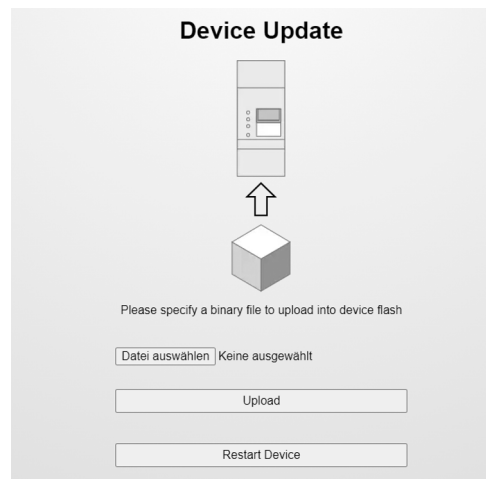 Device Update
Please specify a binary file to upload into device flash
Datei auswählen Keine ausgewählt
Upload
Restart Device